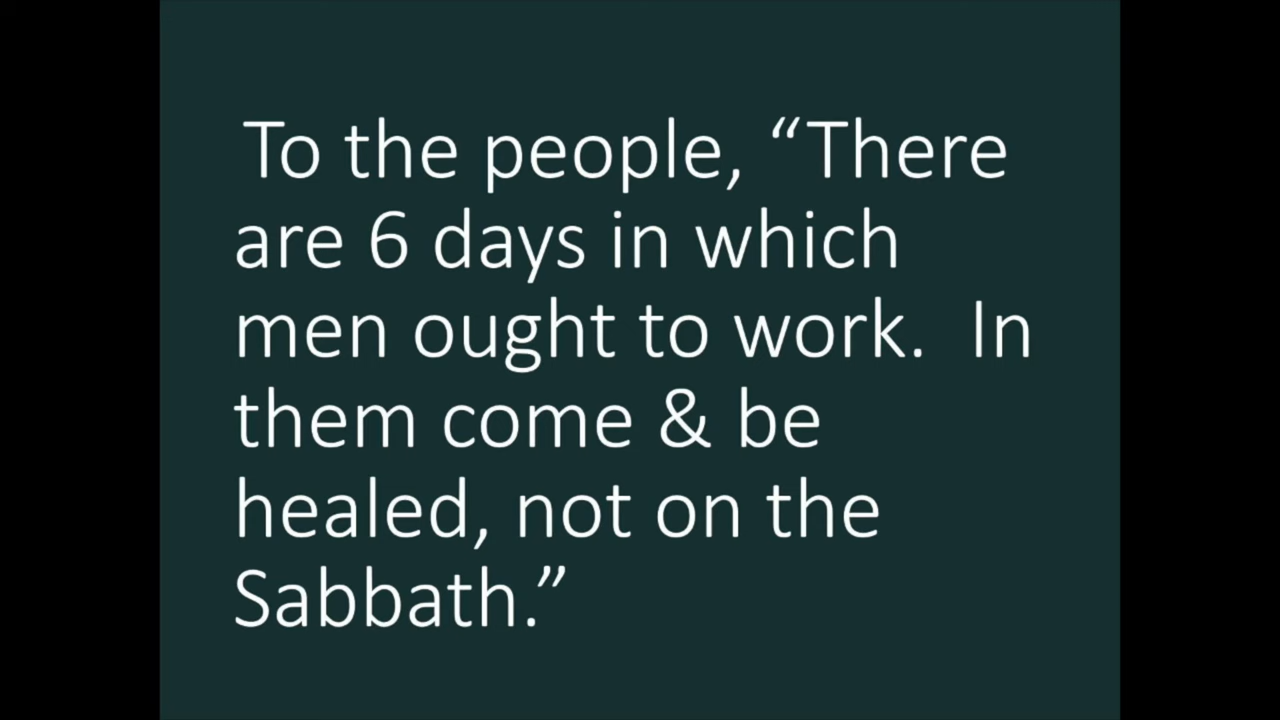 To the people, “There
are 6 days in which
men ought to work.  In
them come & be
healed, not on the
Sabbath.”